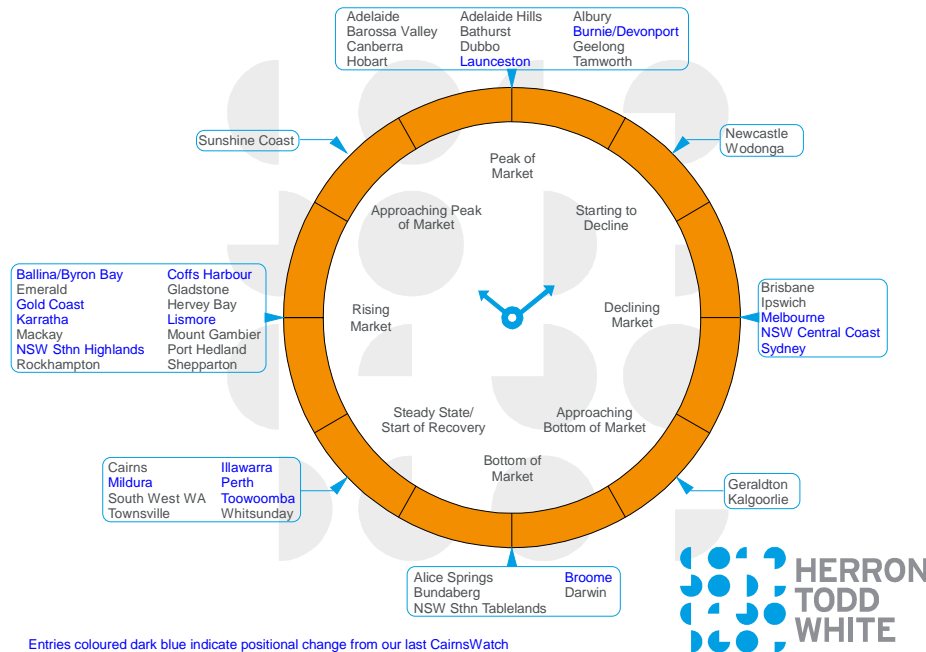 Adelaide Adelaide Hills Albury
Barossa Valley Bathurst Burnie/Devonport
Canberra Dubbo Geelong
Hobart Launceston Tamworth
Sunshine Coast
Newcastle
Wodonga
Peak of
Market
Approaching Peak
of Market
Starting to
Decline
Ballina/Byron Bay Coffs Harbour
Emerald Gladstone
Gold Coast Hervey Bay
Karratha Lismore
Mackay Mount Gambier
NSW Sthn Highlands Port Hedland
Rockhampton Shepparton
Rising
Market
Declining
Market
Brisbane
Ipswich
Melbourne
NSW Central Coast
Sydney
Steady State/
Start of Recovery
Approaching
Bottom of Market
Bottom of
Market
Cairns Illawarra
Mildura Perth
South West WA Toowoomba
Townsville Whitsunday
Geraldton
Kalgoorlie
Alice Springs Broome
Bundaberg Darwin
NSW Sthn Tablelands
HERRON
TODD
WHITE
Entries coloured dark blue indicate positional change from our last CairnsWatch